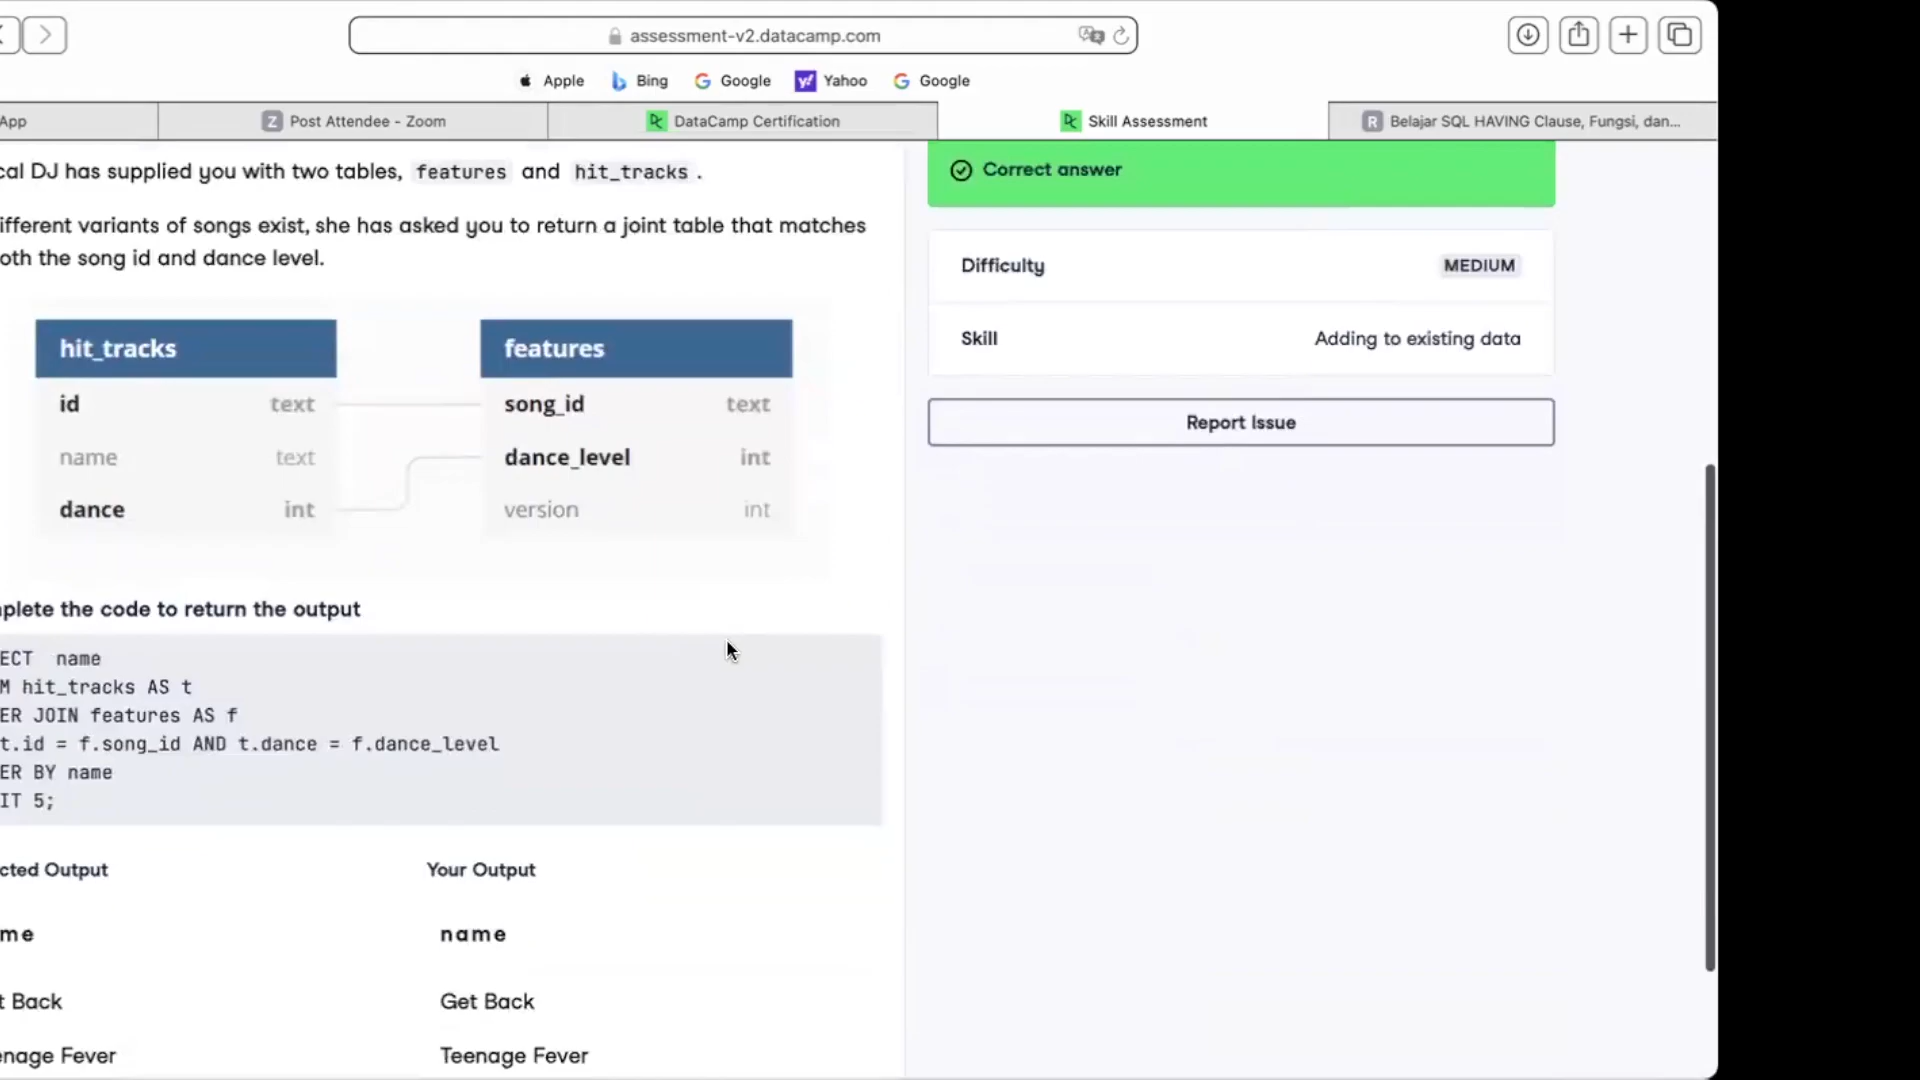 assessment-v2.datacamp.com
Apple
Bing
Google
Yahoo
Google
App
Post Attendee - Zoom
DataCamp Certification
Skill Assessment
Belajar SQL HAVING Clause, Fungsi, dan...
cal DJ has supplied you with two tables, features and hit_tracks.
ifferent variants of songs exist, she has asked you to return a joint table that matches
oth the song id and dance level.
hit_tracks
id text
name text
dance int
features
song_id text
dance_level int
version int
nplete the code to return the output
ECT name
M hit_tracks AS t
ER JOIN features AS f
t.id = f.song_id AND t.dance = f.dance_level
ER BY name
IT 5;
cted Output
me
t Back
enage Fever
Your Output
name
Get Back
Teenage Fever
Correct answer
Difficulty MEDIUM
Skill Adding to existing data
Report Issue